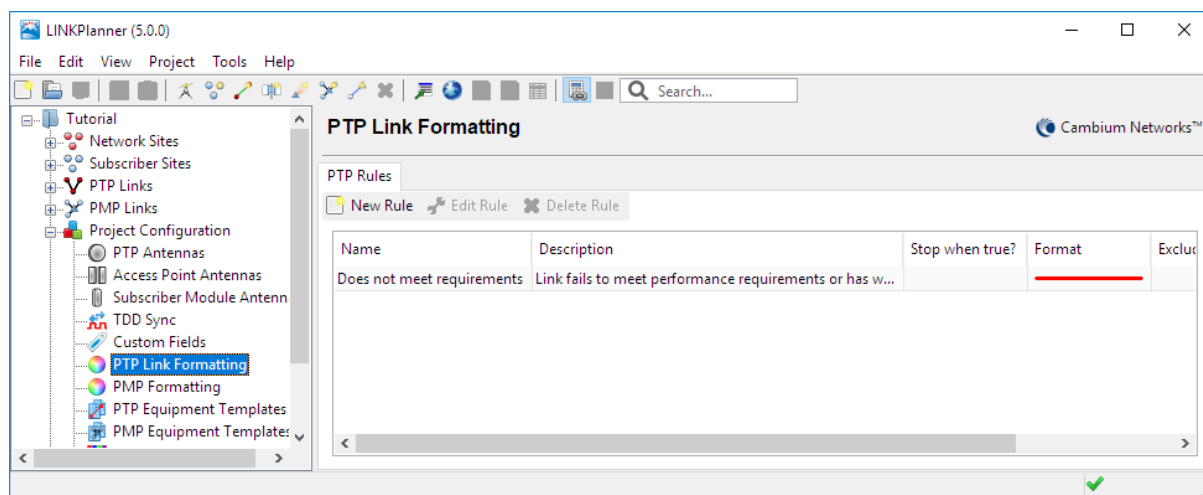 LINKPlanner (5.0.0)
File Edit View Project Tools Help
Search...
Tutorial
Network Sites
Subscriber Sites
PTP Links
PMP Links
Project Configuration
PTP Antennas
Access Point Antennas
Subscriber Module Antenn
TDD Sync
Custom Fields
PTP Link Formatting
PMP Formatting
PTP Equipment Templates
PMP Equipment Templates
PTP Link Formatting
Cambium Networks™
PTP Rules
New Rule Edit Rule Delete Rule
Name Description Stop when true? Format Exclud
Does not meet requirements Link fails to meet performance requirements or has w...